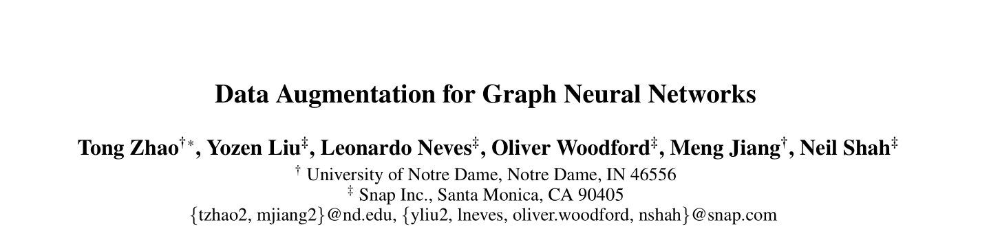 Data Augmentation for Graph Neural Networks
Tong Zhao†*, Yozen Liu‡, Leonardo Neves‡, Oliver Woodford‡, Meng Jiang†, Neil Shah‡
† University of Notre Dame, Notre Dame, IN 46556
‡ Snap Inc., Santa Monica, CA 90405
{tzhao2, mjiang2}@nd.edu, {yliu2, lneves, oliver.woodford, nshah}@snap.com